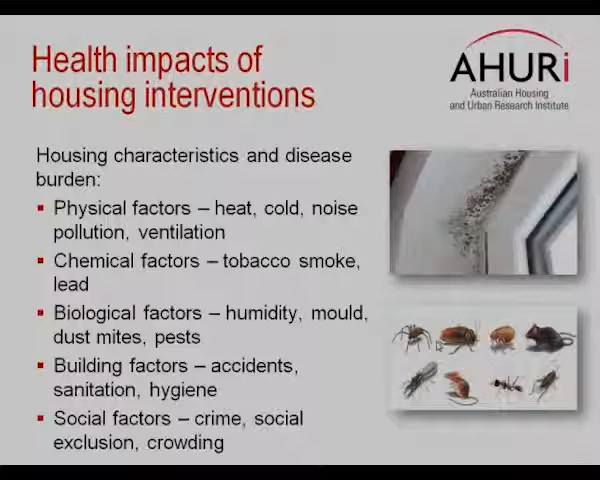 Health impacts of
housing interventions
AHURi
Australian Housing
and Urban Research Institute
Housing characteristics and disease
burden:
▪ Physical factors – heat, cold, noise
pollution, ventilation
▪ Chemical factors – tobacco smoke,
lead
▪ Biological factors – humidity, mould,
dust mites, pests
▪ Building factors – accidents,
sanitation, hygiene
▪ Social factors – crime, social
exclusion, crowding